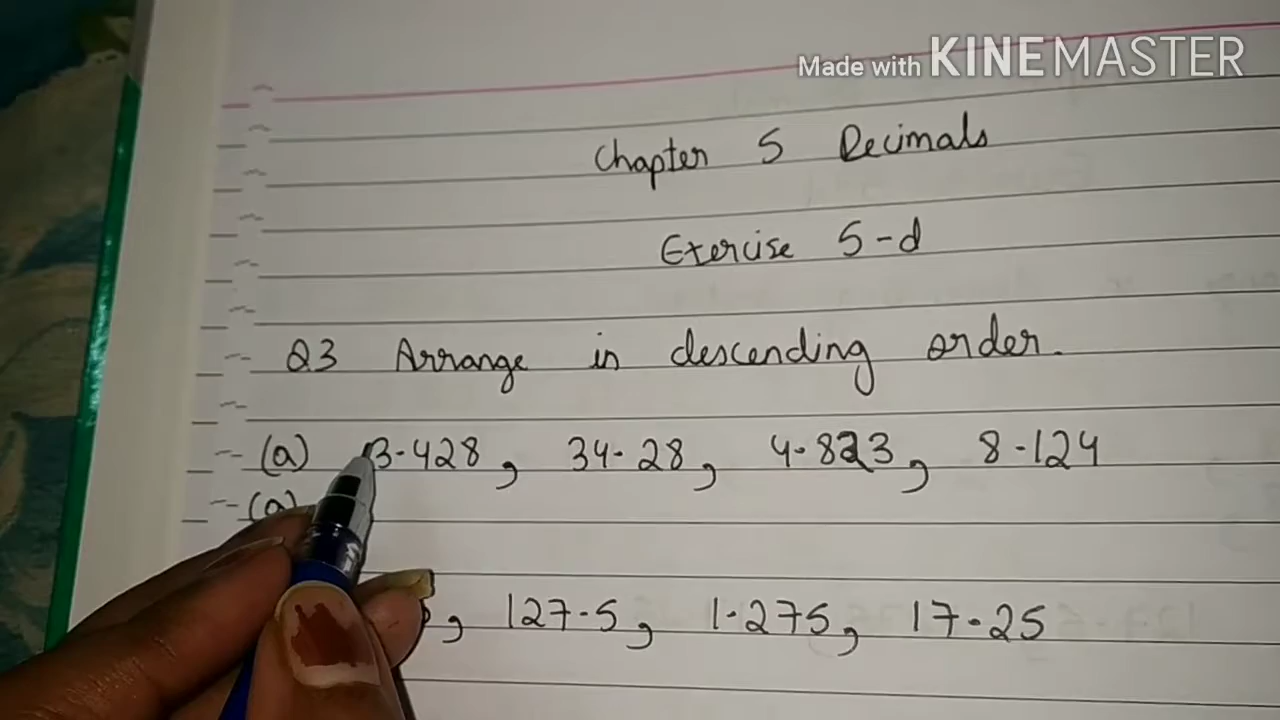 Made with KINEMASTER
Chapter 5 Decimals
Exercise 5-d
Q3 Arrange in descending order.
(a) 3.428, 34.28, 4.823, 8.124
(a)
, 127.5, 1.275, 17.25